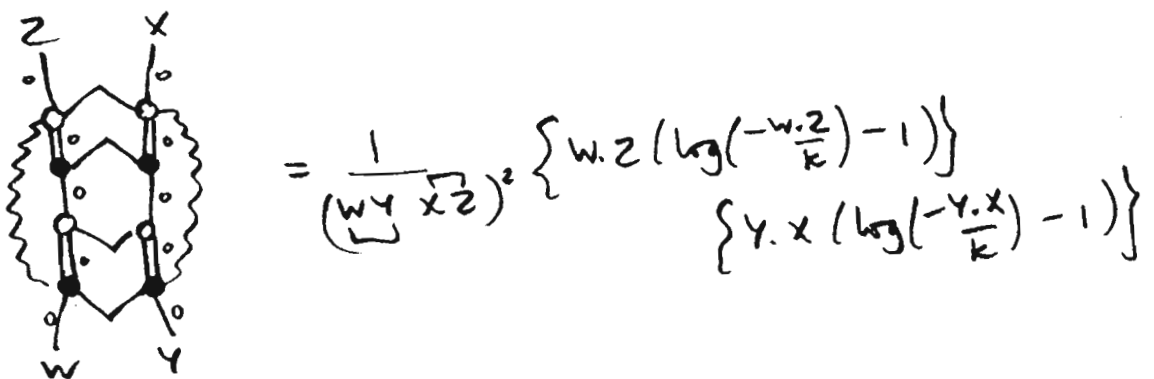 Z X
o o
o o
o o
o o
o o
W Y
= 1/(WY XZ)² {W.Z (log(-W.Z/k) - 1)}
{Y.X (log(-Y.X/k) - 1)}